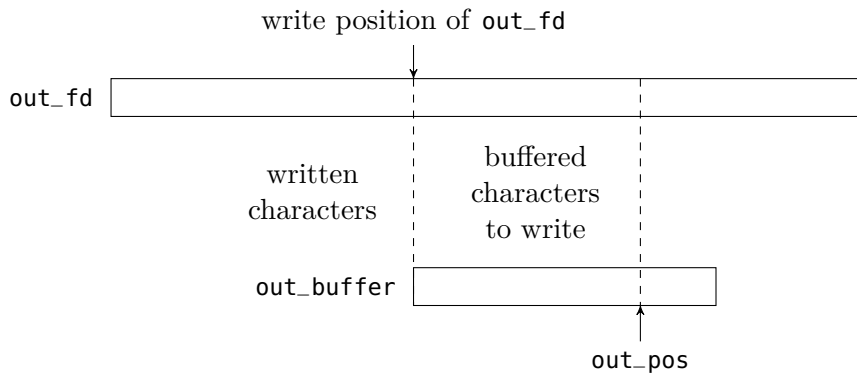 write position of out_fd
out_fd
written
characters
buffered
characters
to write
out_buffer
out_pos